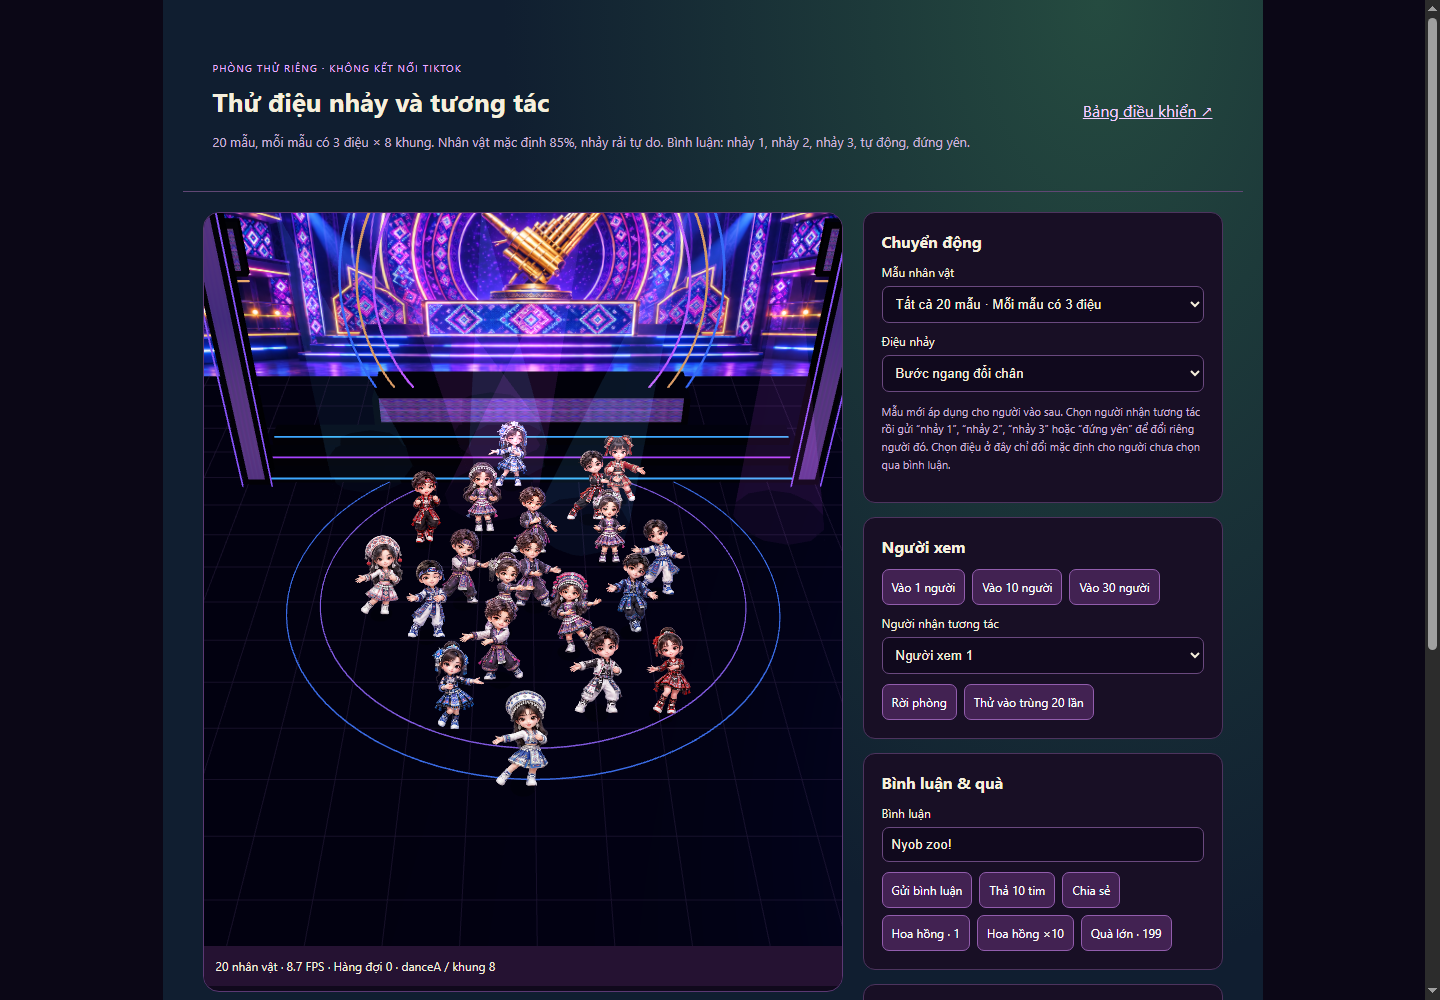 PHÒNG THỬ RIÊNG · KHÔNG KẾT NỐI TIKTOK
Thử điệu nhảy và tương tác
Bảng điều khiển ↗
20 mẫu, mỗi mẫu có 3 điệu × 8 khung. Nhân vật mặc định 85%, nhảy rải tự do. Bình luận: nhảy 1, nhảy 2, nhảy 3, tự động, đứng yên.
20 nhân vật · 8.7 FPS · Hàng đợi 0 · danceA / khung 8
Chuyển động
Mẫu nhân vật
Tất cả 20 mẫu · Mỗi mẫu có 3 điệu
Điệu nhảy
Bước ngang đổi chân
Mẫu mới áp dụng cho người vào sau. Chọn người nhận tương tác
rồi gửi “nhảy 1”, “nhảy 2”, “nhảy 3” hoặc “đứng yên” để đổi riêng
người đó. Chọn điệu ở đây chỉ đổi mặc định cho người chưa chọn
qua bình luận.
Người xem
Vào 1 người
Vào 10 người
Vào 30 người
Người nhận tương tác
Người xem 1
Rời phòng
Thử vào trùng 20 lần
Bình luận & quà
Bình luận
Nyob zoo!
Gửi bình luận
Thả 10 tim
Chia sẻ
Hoa hồng · 1
Hoa hồng ×10
Quà lớn · 199